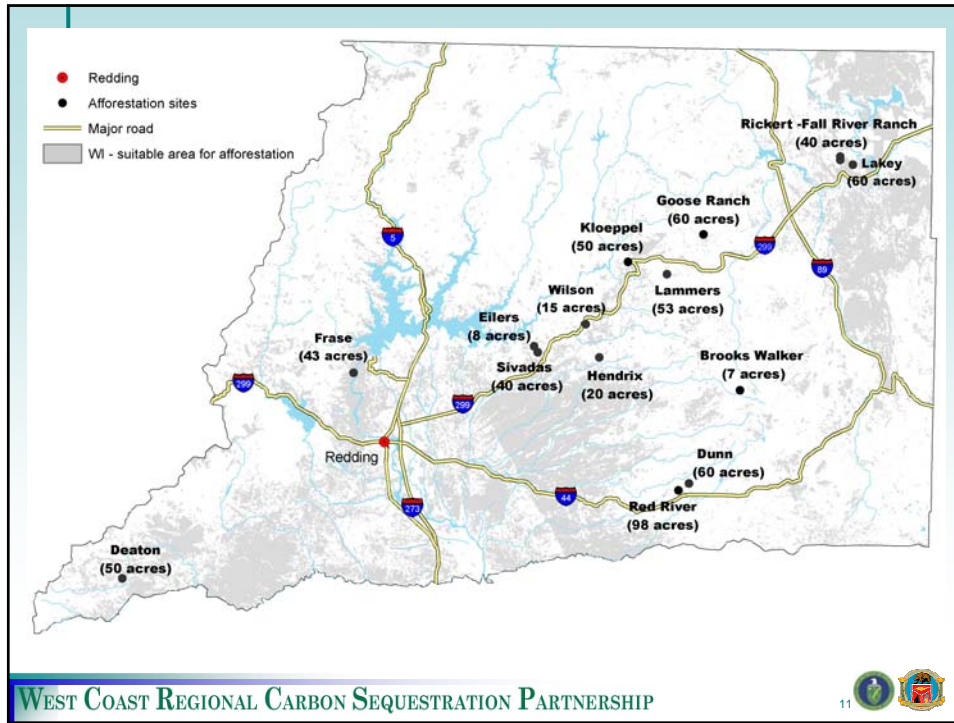 Redding
Afforestation sites
Major road
WI - suitable area for afforestation
Rickert -Fall River Ranch
(40 acres)
Lakey
(60 acres)
Goose Ranch
(60 acres)
Kloeppel
(50 acres)
5
299
89
Lammers
(53 acres)
Wilson
(15 acres)
Eilers
(8 acres)
Frase
(43 acres)
Sivadas
(40 acres)
Hendrix
(20 acres)
Brooks Walker
(7 acres)
299
299
Redding
Dunn
(60 acres)
44
273
Red River
(98 acres)
Deaton
(50 acres)
WEST COAST REGIONAL CARBON SEQUESTRATION PARTNERSHIP
11